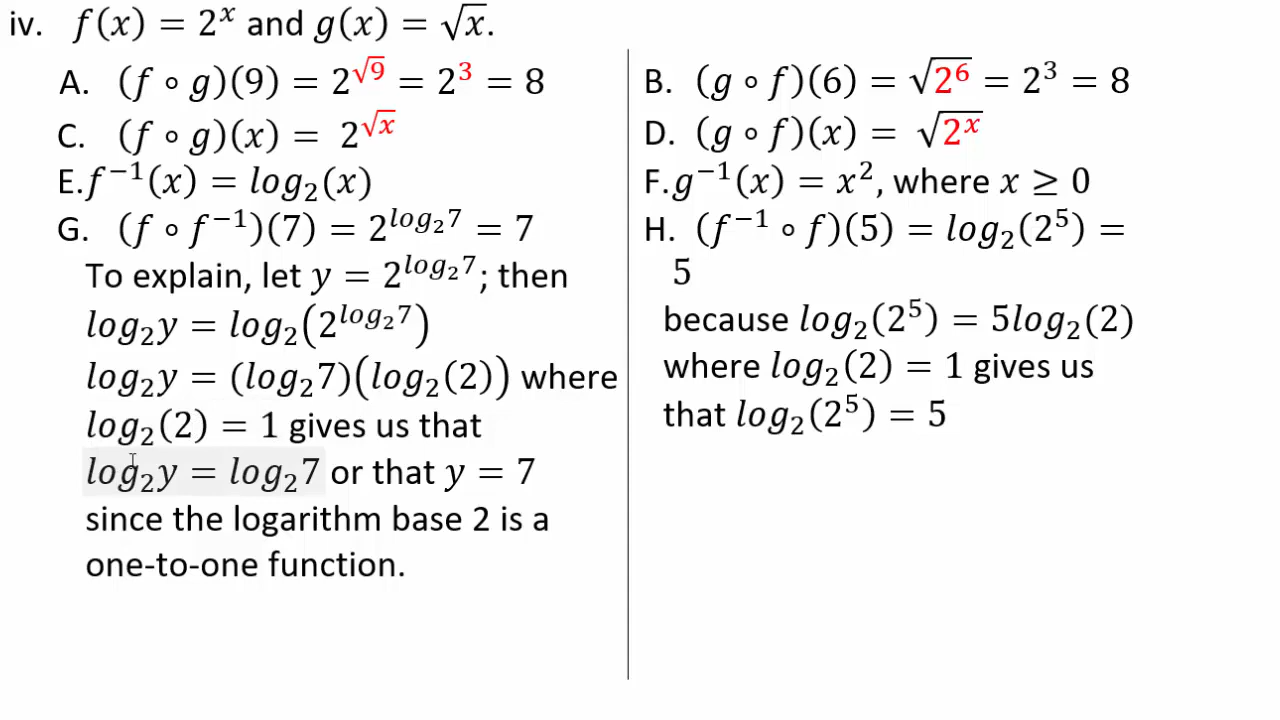 iv. f(x) = 2^x and g(x) = √x.
A. (f ∘ g)(9) = 2^√9 = 2^3 = 8
C. (f ∘ g)(x) = 2^√x
E. f^−1(x) = log_2(x)
G. (f ∘ f^−1)(7) = 2^{log_2 7} = 7
To explain, let y = 2^{log_2 7}; then
log_2 y = log_2(2^{log_2 7})
log_2 y = (log_2 7)(log_2(2)) where
log_2(2) = 1 gives us that
log_2 y = log_2 7 or that y = 7
since the logarithm base 2 is a
one-to-one function.
B. (g ∘ f)(6) = √(2^6) = 2^3 = 8
D. (g ∘ f)(x) = √(2^x)
F. g^−1(x) = x^2, where x ≥ 0
H. (f^−1 ∘ f)(5) = log_2(2^5) =
5
because log_2(2^5) = 5log_2(2)
where log_2(2) = 1 gives us
that log_2(2^5) = 5